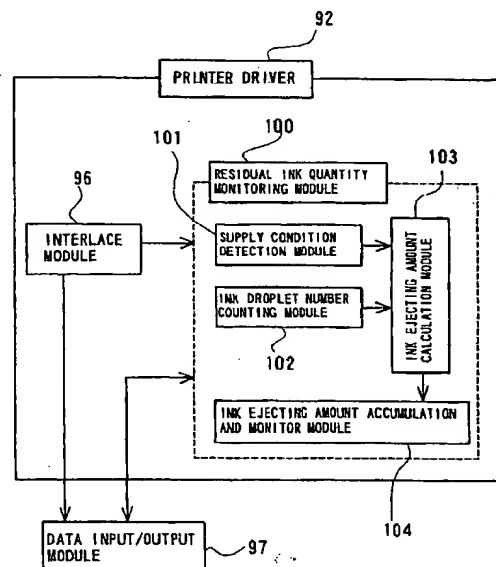 92
PRINTER DRIVER
100
101
103
RESIDUAL INK QUANTITY
MONITORING MODULE
96
INTERLACE
MODULE
SUPPLY CONDITION
DETECTION MODULE
INK EJECTING AMOUNT
CALCULATION MODULE
INK DROPLET NUMBER
COUNTING MODULE
102
INK EJECTING AMOUNT ACCUMULATION
AND MONITOR MODULE
104
DATA INPUT/OUTPUT
MODULE
97